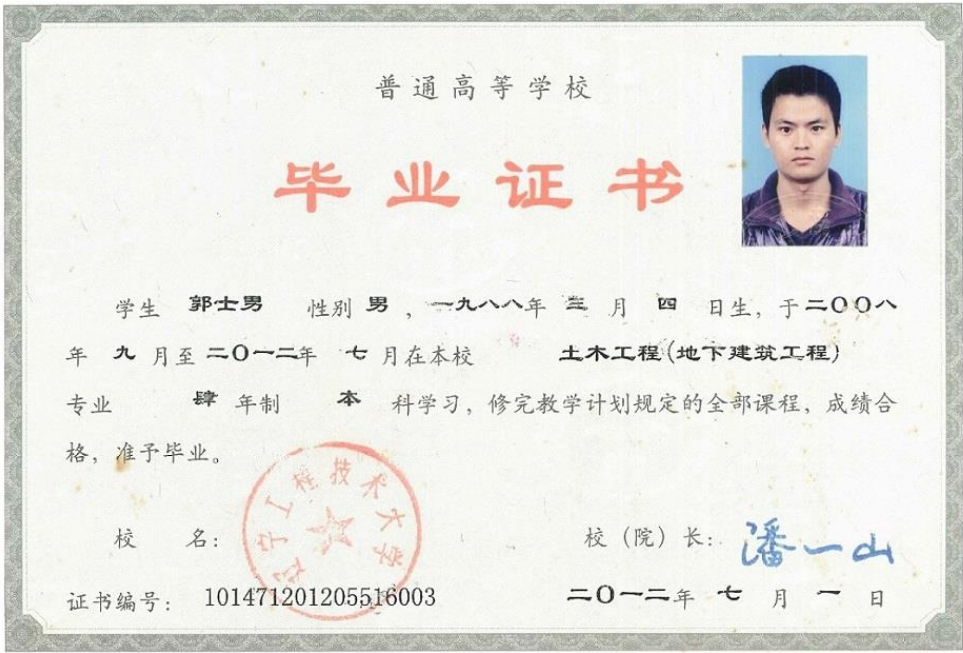 普通高等学校
毕业证书
学生 郭士男 性别 男 ，一九八八年 三 月 四 日生，于二〇〇八
年 九 月至二〇一二年 七 月在本校 土木工程(地下建筑工程)
专业 肆 年制 本 科学习，修完教学计划规定的全部课程，成绩合
格，准予毕业。
辽宁工程技术大学
校 名： 校（院）长：潘一山
证书编号： 101471201205516003 二〇一二年 七 月 一 日